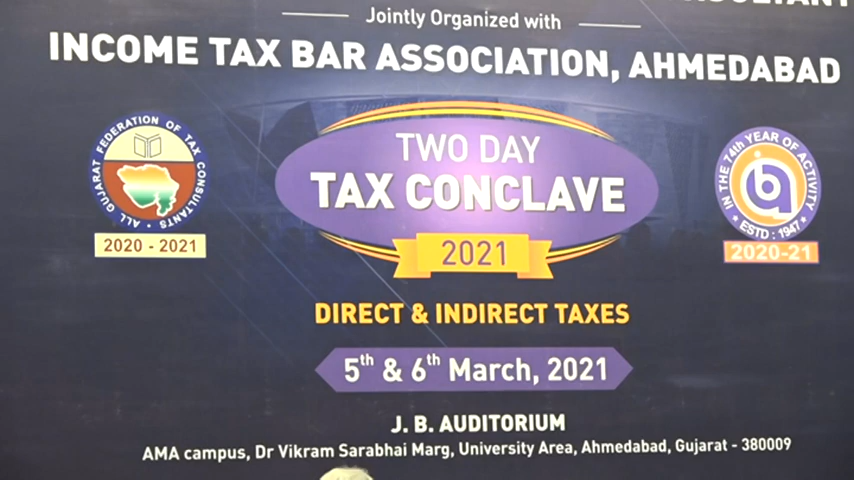 Jointly Organized with
INCOME TAX BAR ASSOCIATION, AHMEDABAD
ALL GUJARAT FEDERATION OF TAX CONSULTANTS
2020 - 2021
TWO DAY
TAX CONCLAVE
2021
IN THE 74th YEAR OF ACTIVITY
ESTD : 1947
2020-21
DIRECT & INDIRECT TAXES
5th & 6th March, 2021
J. B. AUDITORIUM
AMA campus, Dr Vikram Sarabhai Marg, University Area, Ahmedabad, Gujarat - 380009